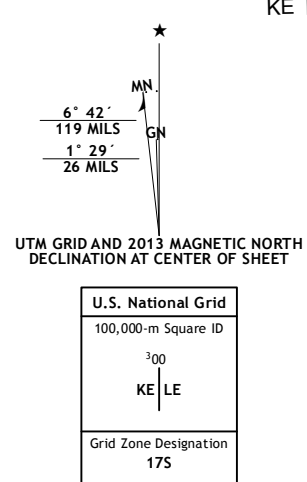 KE
★
MN
6° 42´
119 MILS
GN
1° 29´
26 MILS
UTM GRID AND 2013 MAGNETIC NORTH
DECLINATION AT CENTER OF SHEET
U.S. National Grid
100,000-m Square ID
³00
KE LE
Grid Zone Designation
17S